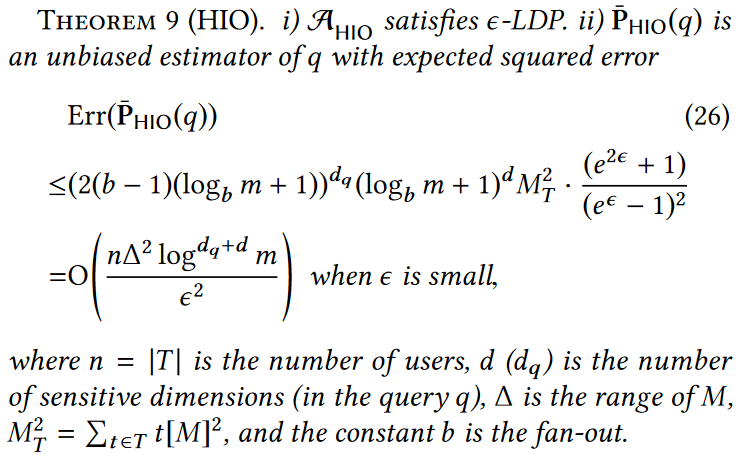 THEOREM 9 (HIO). i) 𝒜_HIO satisfies ϵ-LDP. ii) P̄_HIO(q) is
an unbiased estimator of q with expected squared error
Err(P̄_HIO(q)) (26)
≤(2(b − 1)(log_b m + 1))^{d_q}(log_b m + 1)^d M_T^2 · (e^{2ϵ} + 1)/(e^ϵ − 1)^2
=O(nΔ^2 log^{d_q+d} m / ϵ^2) when ϵ is small,
where n = |T| is the number of users, d (d_q) is the number
of sensitive dimensions (in the query q), Δ is the range of M,
M_T^2 = ∑_{t∈T} t[M]^2, and the constant b is the fan-out.